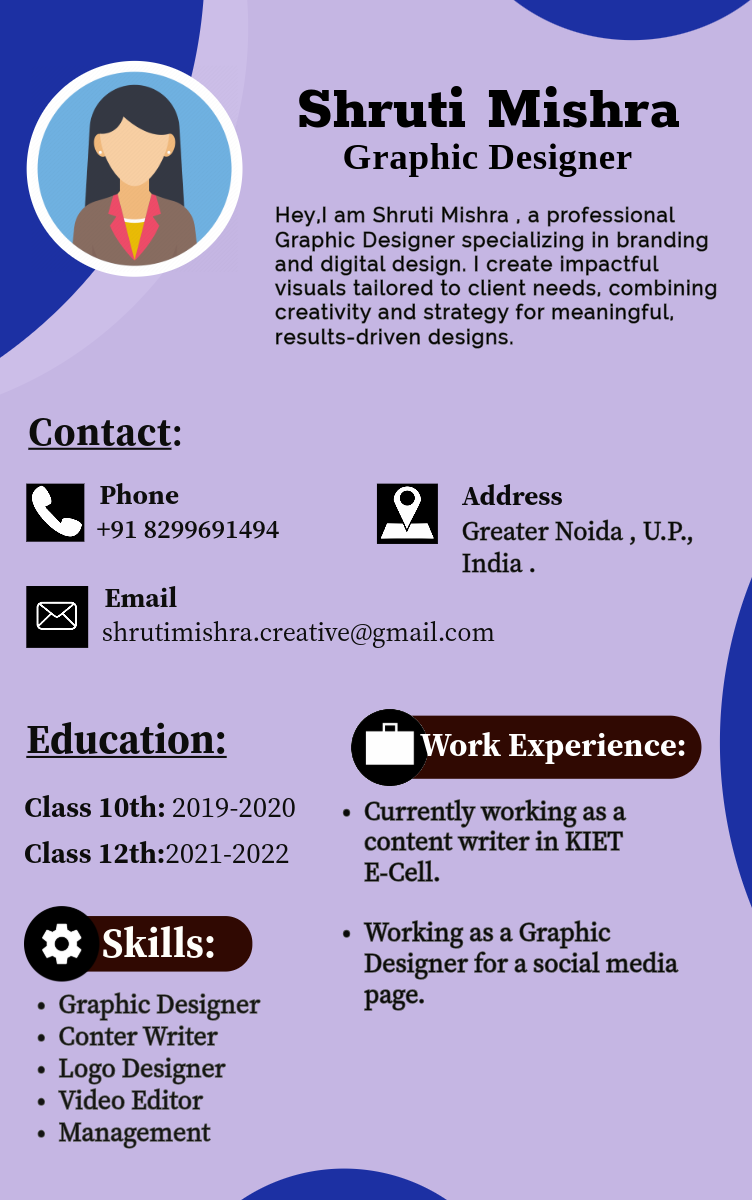 Shruti Mishra
Graphic Designer
Hey,I am Shruti Mishra , a professional
Graphic Designer specializing in branding
and digital design. I create impactful
visuals tailored to client needs, combining
creativity and strategy for meaningful,
results-driven designs.
Contact:
Phone
+91 8299691494
Address
Greater Noida , U.P.,
India .
Email
shrutimishra.creative@gmail.com
Education:
Class 10th: 2019-2020
Class 12th:2021-2022
Skills:
• Graphic Designer
• Conter Writer
• Logo Designer
• Video Editor
• Management
Work Experience:
• Currently working as a
content writer in KIET
E-Cell.
• Working as a Graphic
Designer for a social media
page.